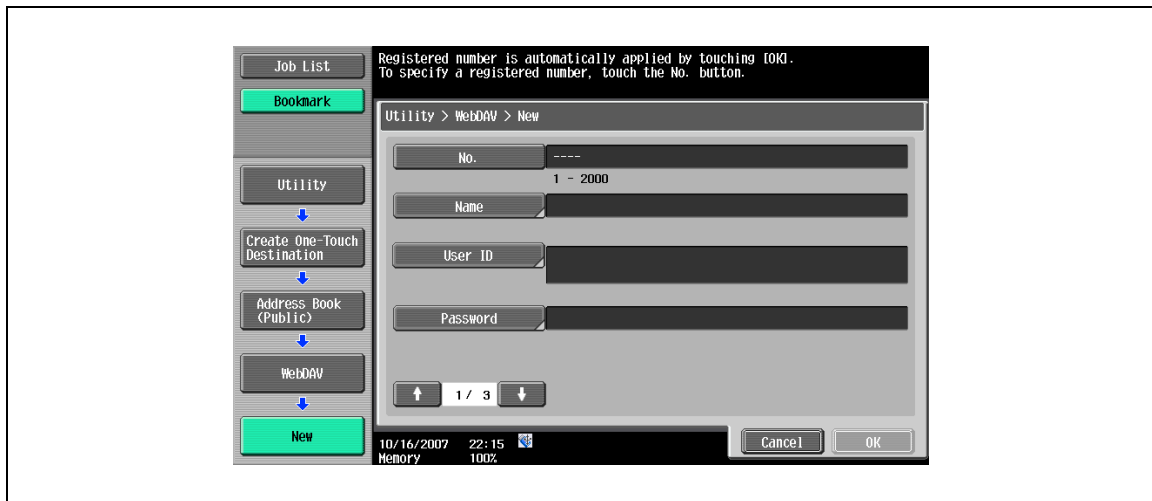 Job List
Bookmark
Utility
Create One-Touch
Destination
Address Book
(Public)
WebDAV
New
Registered number is automatically applied by touching [OK].
To specify a registered number, touch the No. button.
Utility > WebDAV > New
No.
----
1 - 2000
Name
User ID
Password
1/ 3
10/16/2007 22:15
Memory 100%
Cancel
OK